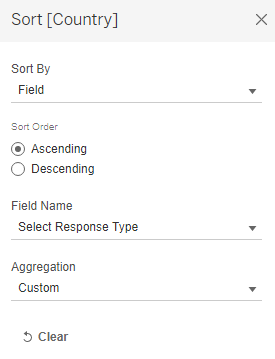 Sort [Country]
Sort By
Field
Sort Order
Ascending
Descending
Field Name
Select Response Type
Aggregation
Custom
Clear